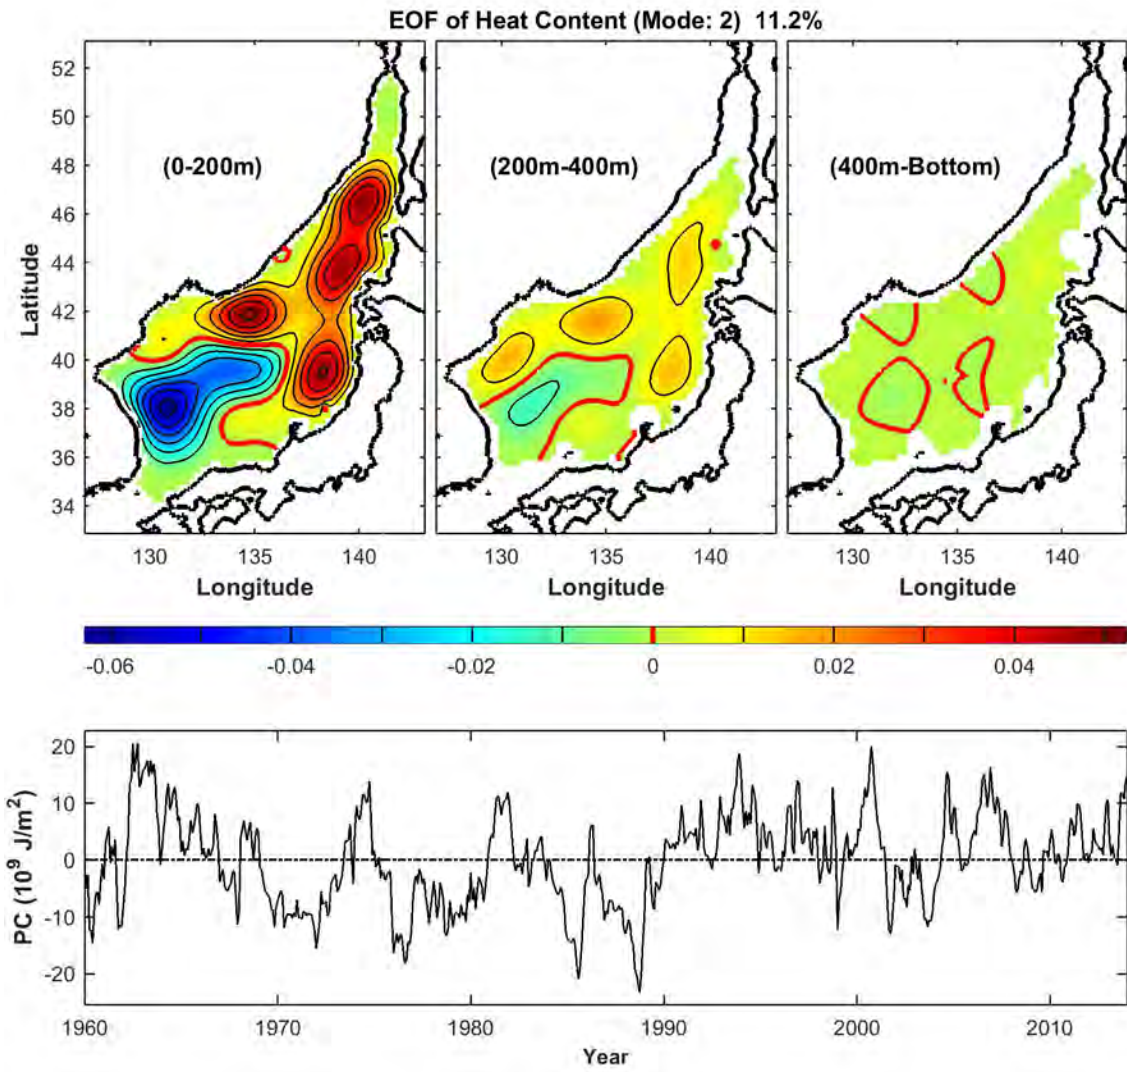 EOF of Heat Content (Mode: 2) 11.2%
52
50
48
46
44
42
40
38
36
34
Latitude
(0-200m)
(200m-400m)
(400m-Bottom)
130 135 140
130 135 140
130 135 140
Longitude
Longitude
Longitude
-0.06 -0.04 -0.02 0 0.02 0.04
20
10
0
-10
-20
PC (10⁹ J/m²)
1960 1970 1980 1990 2000 2010
Year